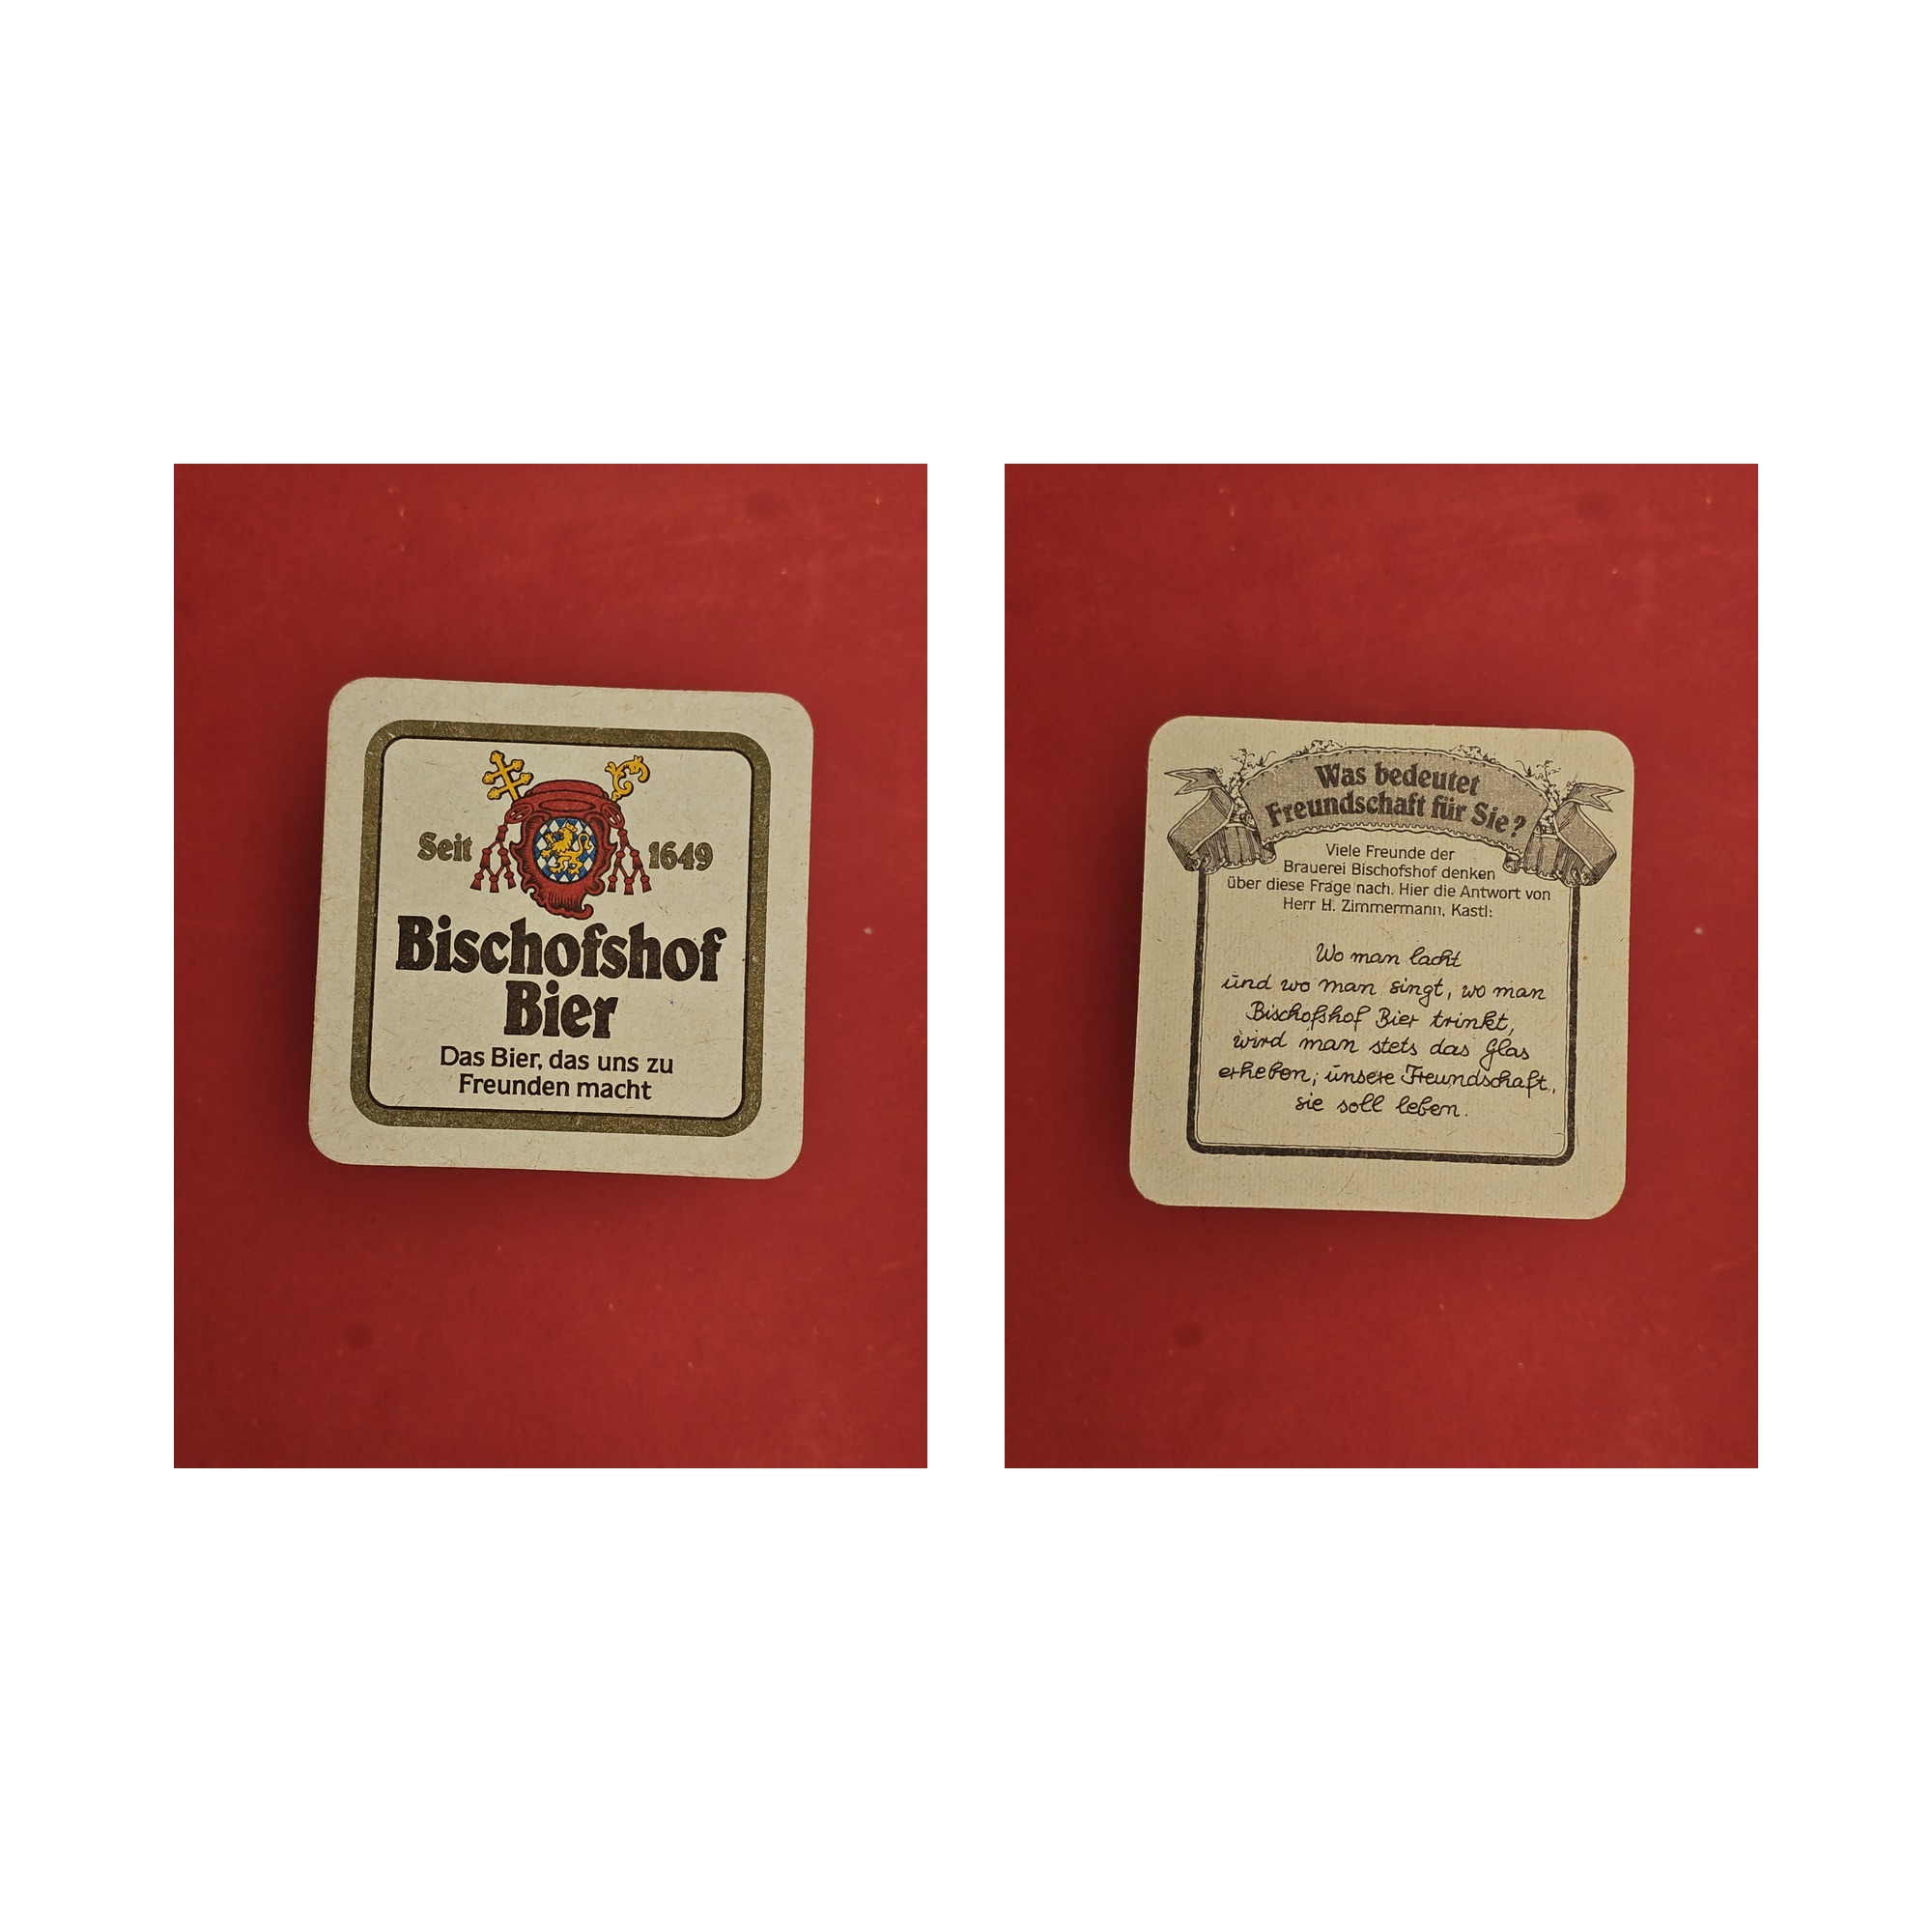 Seit 1649
Bischofshof
Bier
Das Bier, das uns zu
Freunden macht
Was bedeutet
Freundschaft für Sie?
Viele Freunde der
Brauerei Bischofshof denken
über diese Frage nach. Hier die Antwort von
Herr H. Zimmermann, Kastl:
Wo man lacht
und wo man singt, wo man
Bischofshof Bier trinkt,
wird man stets das Glas
erheben; unsere Freundschaft,
sie soll leben.